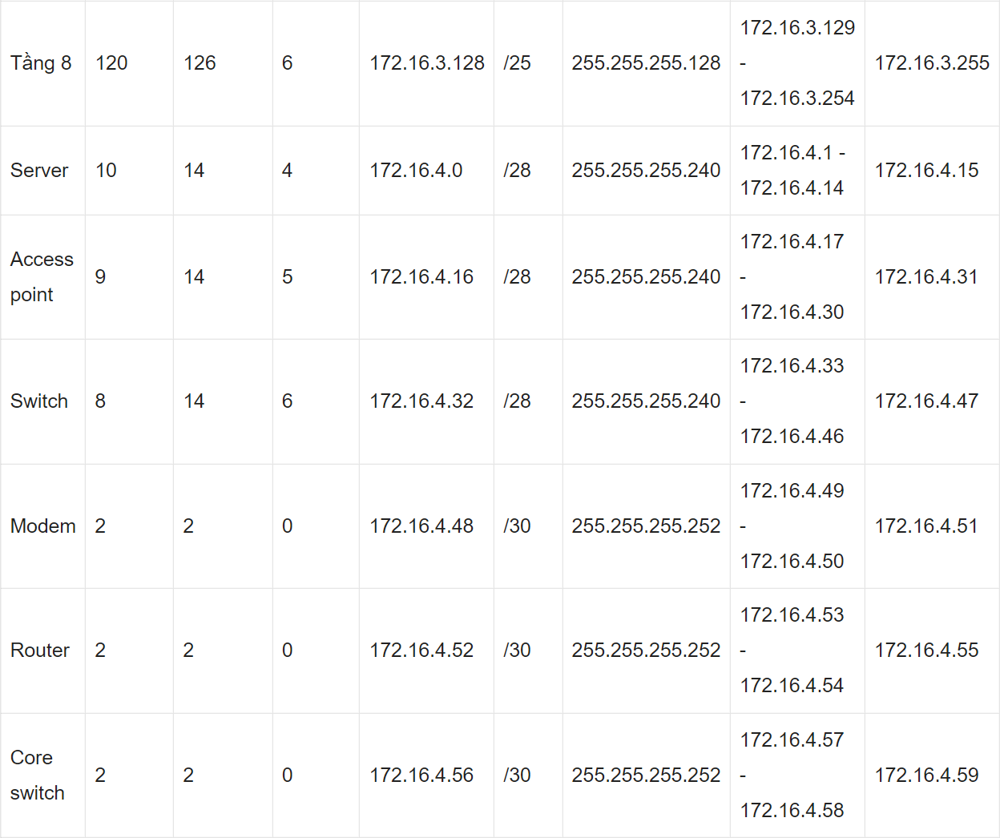 Tầng 8 120 126 6 172.16.3.128 /25 255.255.255.128 172.16.3.129 - 172.16.3.254 172.16.3.255
Server 10 14 4 172.16.4.0 /28 255.255.255.240 172.16.4.1 - 172.16.4.14 172.16.4.15
Access point 9 14 5 172.16.4.16 /28 255.255.255.240 172.16.4.17 - 172.16.4.30 172.16.4.31
Switch 8 14 6 172.16.4.32 /28 255.255.255.240 172.16.4.33 - 172.16.4.46 172.16.4.47
Modem 2 2 0 172.16.4.48 /30 255.255.255.252 172.16.4.49 - 172.16.4.50 172.16.4.51
Router 2 2 0 172.16.4.52 /30 255.255.255.252 172.16.4.53 - 172.16.4.54 172.16.4.55
Core switch 2 2 0 172.16.4.56 /30 255.255.255.252 172.16.4.57 - 172.16.4.58 172.16.4.59